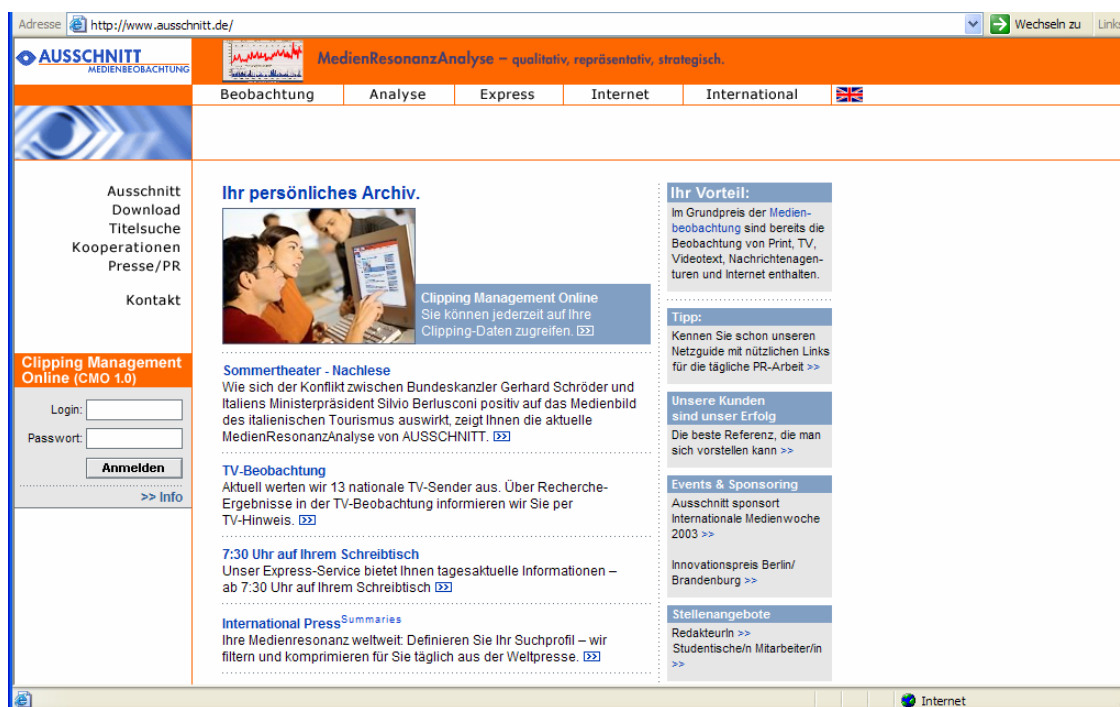 Adresse http://www.ausschnitt.de/ Wechseln zu Links
AUSSCHNITT
MEDIENBEOBACHTUNG
MedienResonanzAnalyse – qualitativ, repräsentativ, strategisch.
Beobachtung Analyse Express Internet International
Ausschnitt
Download
Titelsuche
Kooperationen
Presse/PR
Kontakt
Clipping Management
Online (CMO 1.0)
Login:
Passwort:
Anmelden
>> Info
Ihr persönliches Archiv.
Clipping Management Online
Sie können jederzeit auf Ihre
Clipping-Daten zugreifen. >>
Sommertheater - Nachlese
Wie sich der Konflikt zwischen Bundeskanzler Gerhard Schröder und
Italiens Ministerpräsident Silvio Berlusconi positiv auf das Medienbild
des italienischen Tourismus auswirkt, zeigt Ihnen die aktuelle
MedienResonzAnalyse von AUSSCHNITT. >>
TV-Beobachtung
Aktuell werten wir 13 nationale TV-Sender aus. Über Recherche-
Ergebnisse in der TV-Beobachtung informieren wir Sie per
TV-Hinweis. >>
7:30 Uhr auf Ihrem Schreibtisch
Unser Express-Service bietet Ihnen tagesaktuelle Informationen –
ab 7:30 Uhr auf Ihrem Schreibtisch >>
International Press Summaries
Ihre Medienresonanz weltweit: Definieren Sie Ihr Suchprofil – wir
filtern und komprimieren für Sie täglich aus der Weltpresse. >>
Ihr Vorteil:
Im Grundpreis der Medien-
beobachtung sind bereits die
Beobachtung von Print, TV,
Videotext, Nachrichtenagen-
turen und Internet enthalten.
Tipp:
Kennen Sie schon unseren
Netzguide mit nützlichen Links
für die tägliche PR-Arbeit >>
Unsere Kunden
sind unser Erfolg
Die beste Referenz, die man
sich vorstellen kann >>
Events & Sponsoring
Ausschnitt sponsort
Internationale Medienwoche
2003 >>
Innovationspreis Berlin/
Brandenburg >>
Stellenangebote
RedakteurIn >>
Studentische/n Mitarbeiter/in
>>
Internet